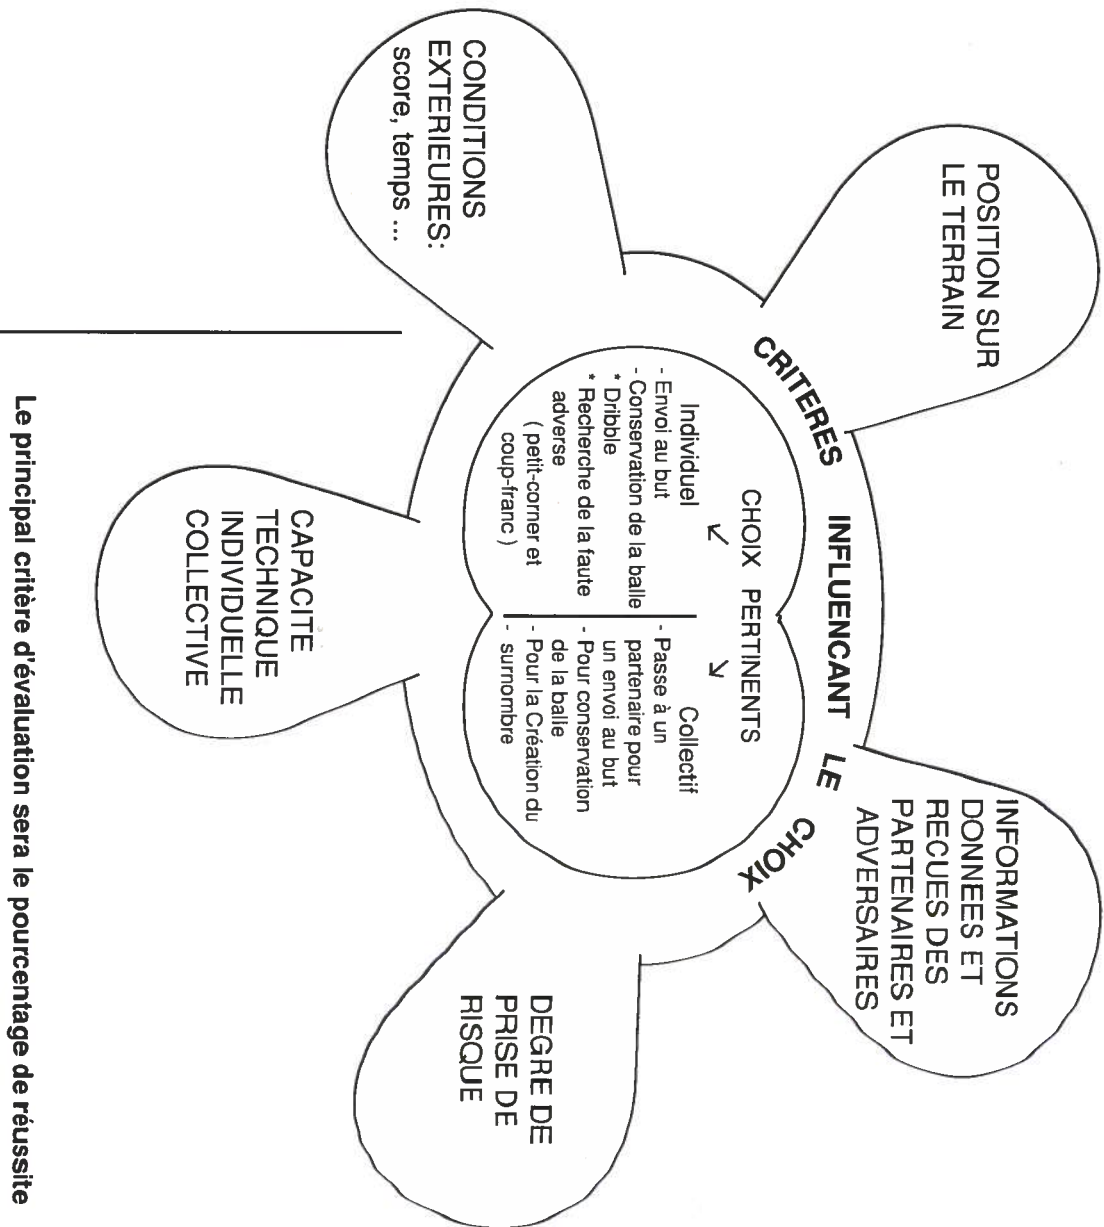 POSITION SUR
LE TERRAIN
INFORMATIONS
DONNEES ET
RECUES DES
PARTENAIRES ET
ADVERSAIRES
CRITERES INFLUENCANT LE CHOIX
CHOIX PERTINENTS
Individuel
- Envoi au but
- Conservation de la balle
* Dribble
* Recherche de la faute
adverse
( petit-corner et
coup-franc )
Collectif
- Passe à un
partenaire pour
un envoi au but
- Pour conservation
de la balle
- Pour la Création du
- surnombre
CONDITIONS
EXTERIEURES:
score, temps ...
DEGRE DE
PRISE DE
RISQUE
CAPACITE
TECHNIQUE
INDIVIDUELLE
COLLECTIVE
Le principal critère d'évaluation sera le pourcentage de réussite